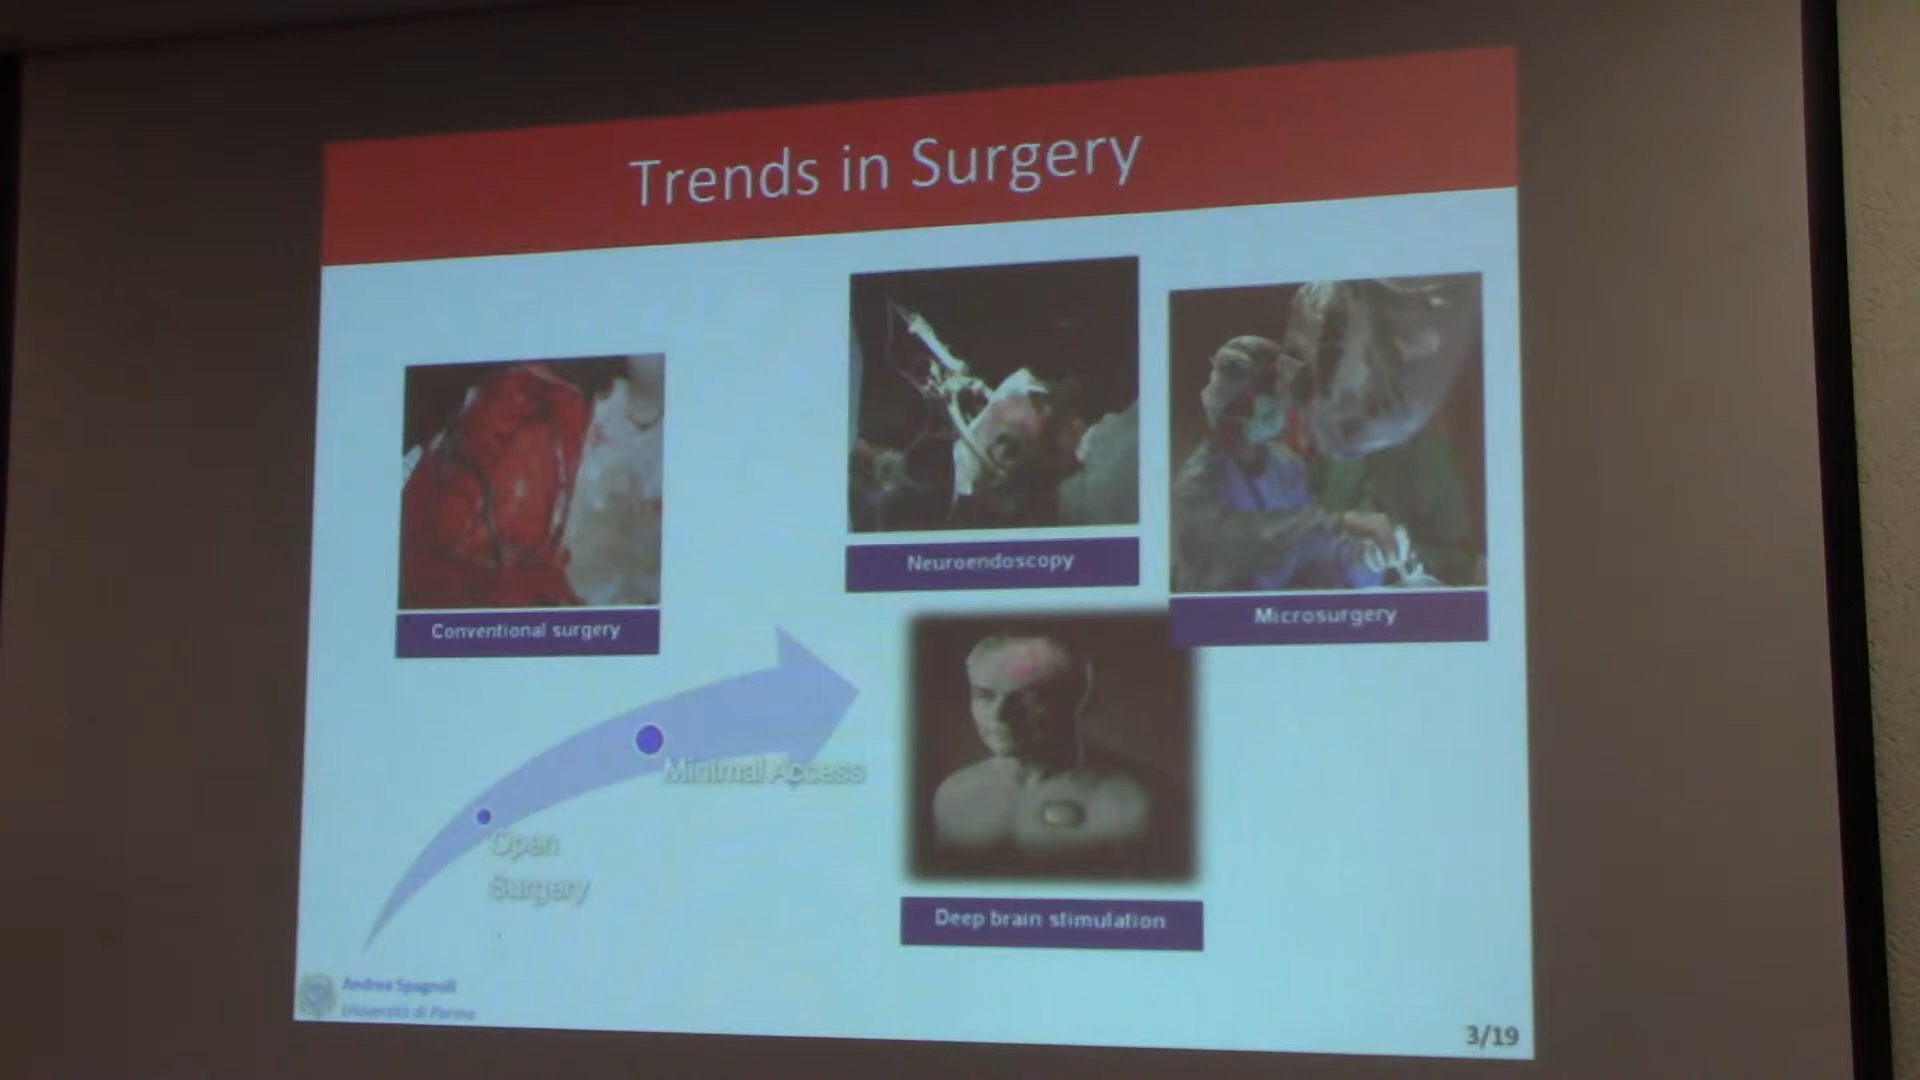 Trends in Surgery
Neuroendoscopy
Microsurgery
Conventional surgery
Minimal Access
Open
Surgery
Deep brain stimulation
Andrea Spagnoli
Università di Parma
3/19